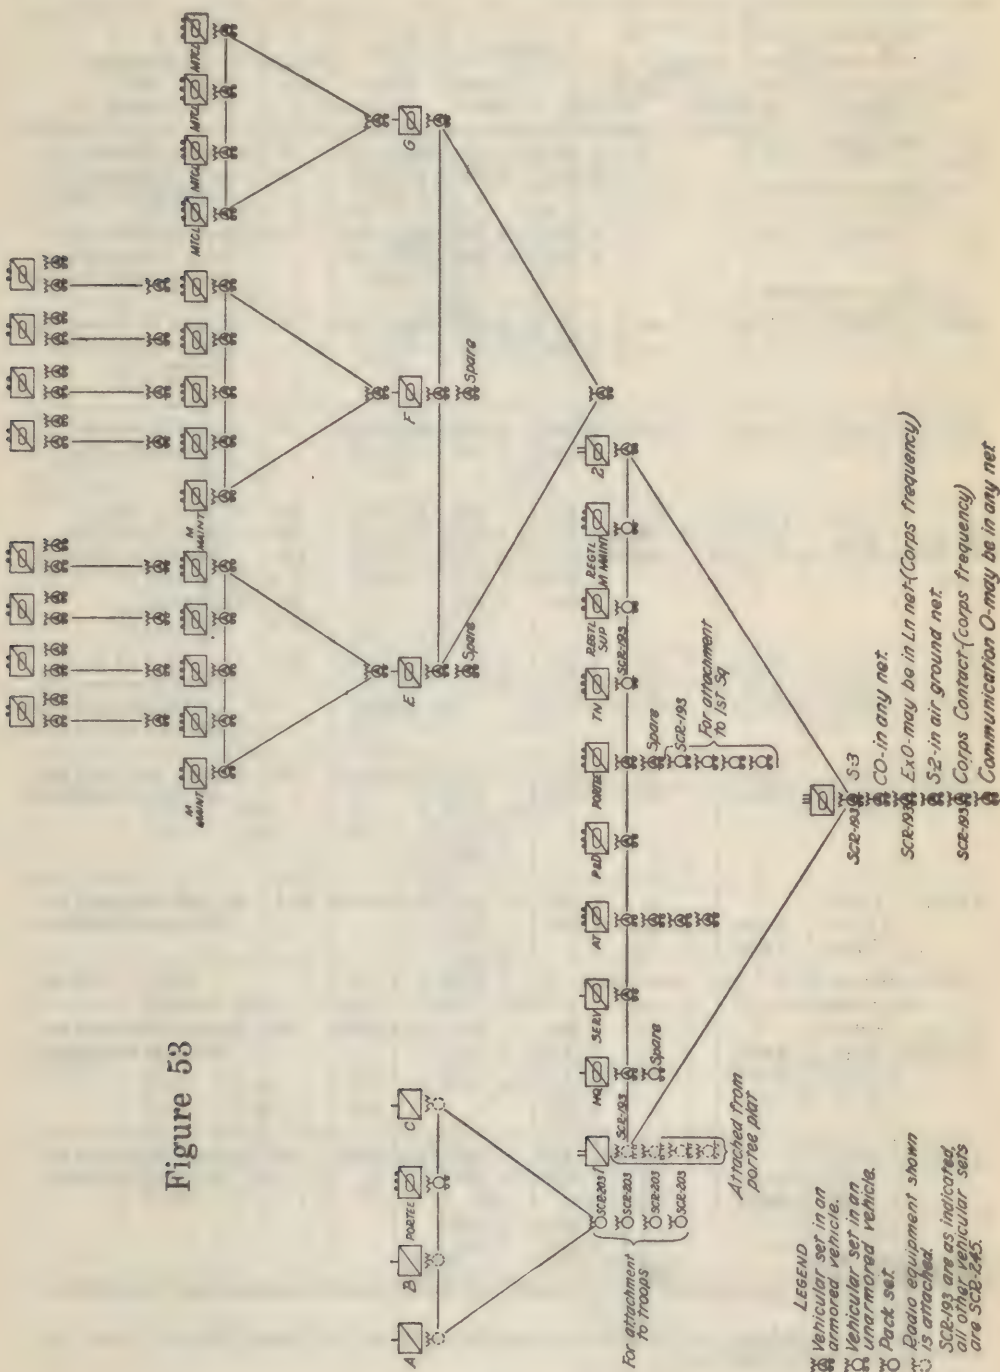 Figure 53
MTCL
MTCL
MTCL
MTCL
G
F
Spare
E
Spare
M
MAINT
M
MAINT
A
B
PORTEE
C
SCR-203
SCR-203
SCR-203
SCR-203
For attachment
to troops
1
SCR-193
Attached from
portee plat
HQ
Spare
SERV
AT
P&D
PORTEE
Spare
SCR-193
For attachment
to 1st Sq
TN
SCR-193
REGTL
SUP
REGTL
M MAINT
2
SCR-193 S-3
CO-in any net.
SCR-193 Ex O-may be in Ln net-(Corps frequency)
S-2-in air ground net.
SCR-193 Corps Contact-(corps frequency)
Communication O-may be in any net
LEGEND
Vehicular set in an
armored vehicle.
Vehicular set in an
unarmored vehicle.
Pack set.
Radio equipment shown
is attached.
SCR-193 are as indicated,
all other vehicular sets
are SCR-245.